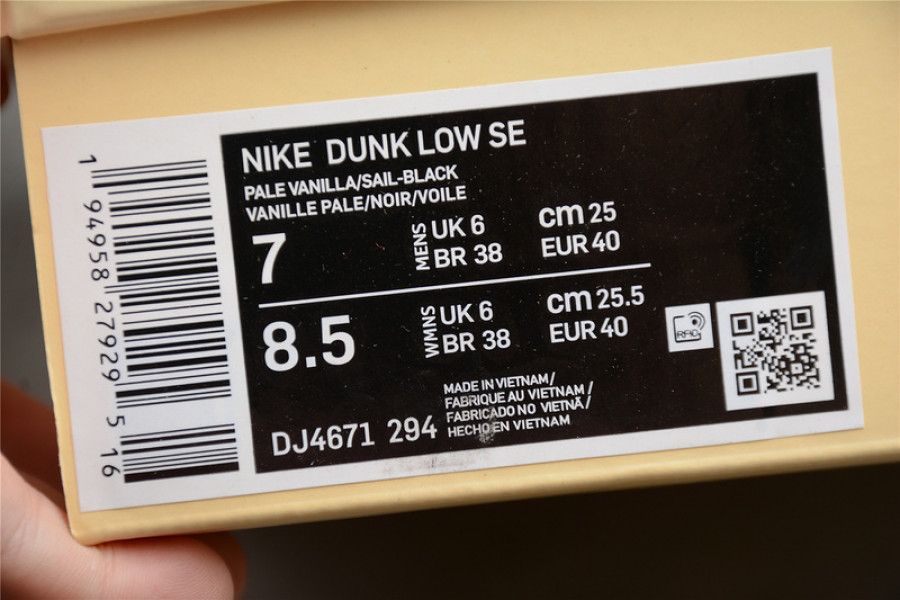 NIKE DUNK LOW SE
PALE VANILLA/SAIL-BLACK
VANILLE PALE/NOIR/VOILE
7
MENS
UK 6
BR 38
cm 25
EUR 40
8.5
WMNS
UK 6
BR 38
cm 25.5
EUR 40
RFID
MADE IN VIETNAM/
FABRIQUE AU VIETNAM /
FABRICADO NO VIETNÃ/
HECHO EN VIETNAM
DJ4671 294
1 94958 27929 5 16